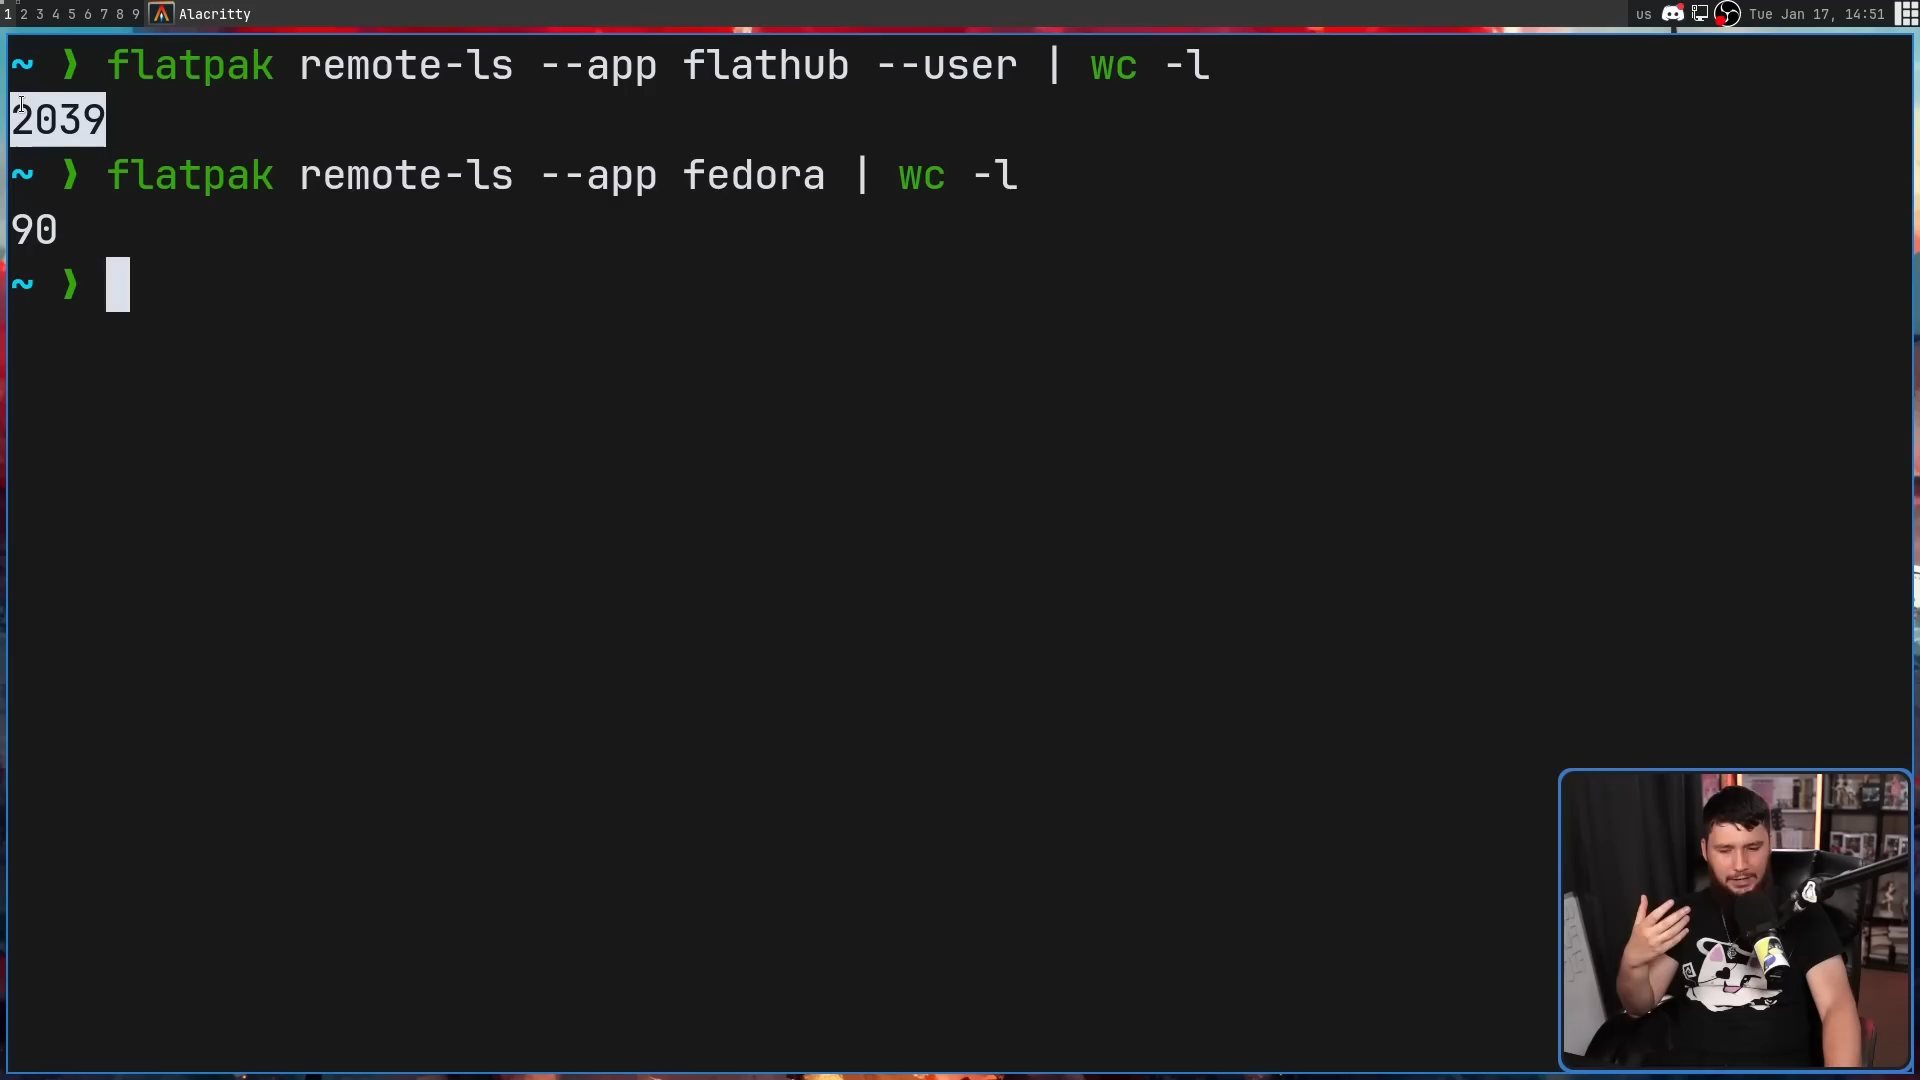 1 2 3 4 5 6 7 8 9 Alacritty us Tue Jan 17, 14:51
~ ❯ flatpak remote-ls --app flathub --user | wc -l
2039
~ ❯ flatpak remote-ls --app fedora | wc -l
90
~ ❯